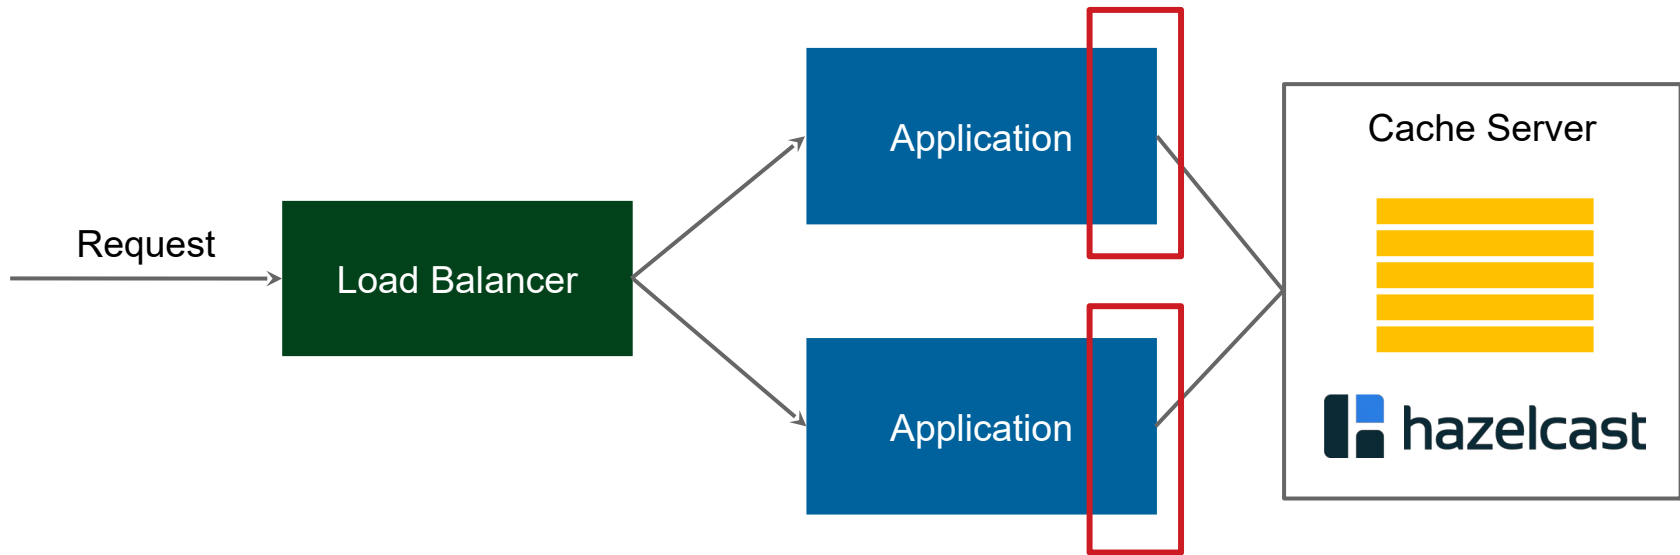 Request
Load Balancer
Application
Application
Cache Server
hazelcast